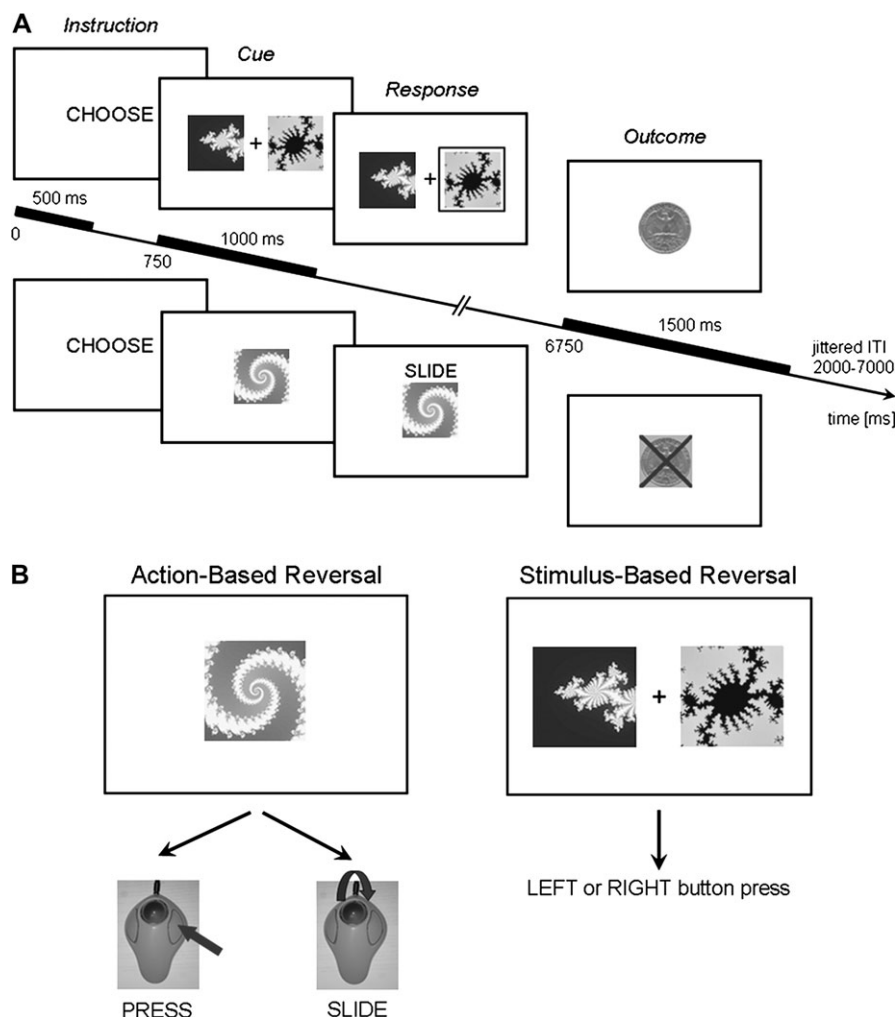 A
Instruction
Cue
Response
Outcome
CHOOSE
+
+
500 ms
0
1000 ms
750
1500 ms
6750
jittered ITI
2000-7000
time [ms]
CHOOSE
SLIDE
B
Action-Based Reversal
Stimulus-Based Reversal
+
LEFT or RIGHT button press
PRESS
SLIDE